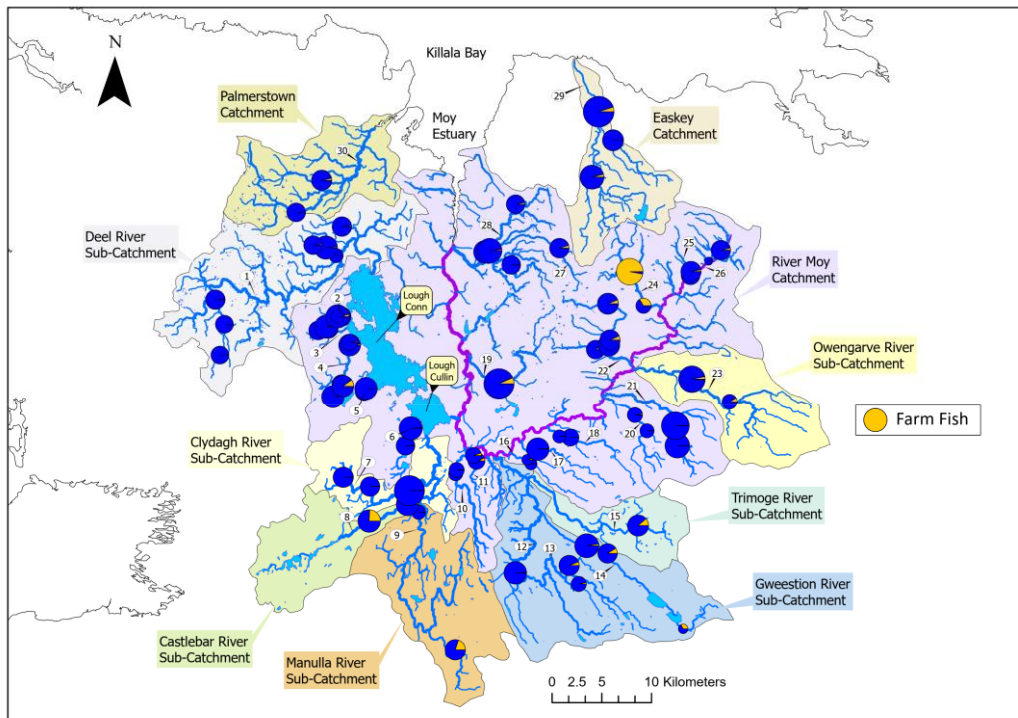 N
Killala Bay
29
Palmerstown
Catchment
Moy
Estuary
Easkey
Catchment
30
28
25
Deel River
Sub-Catchment
27
26
River Moy
Catchment
1
24
Lough
Conn
2
3
Owengarve River
Sub-Catchment
4
19
22
Lough
Cullin
23
5
21
Farm Fish
6
20
Clydagh River
Sub-Catchment
16
18
17
7
11
Trimoge River
Sub-Catchment
10
15
8
9
12
13
14
Gweestion River
Sub-Catchment
Castlebar River
Sub-Catchment
Manulla River
Sub-Catchment
0 2.5 5 10 Kilometers